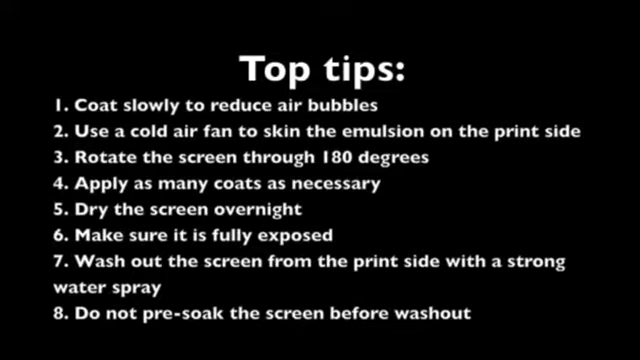 Top tips:
1. Coat slowly to reduce air bubbles
2. Use a cold air fan to skin the emulsion on the print side
3. Rotate the screen through 180 degrees
4. Apply as many coats as necessary
5. Dry the screen overnight
6. Make sure it is fully exposed
7. Wash out the screen from the print side with a strong
water spray
8. Do not pre-soak the screen before washout